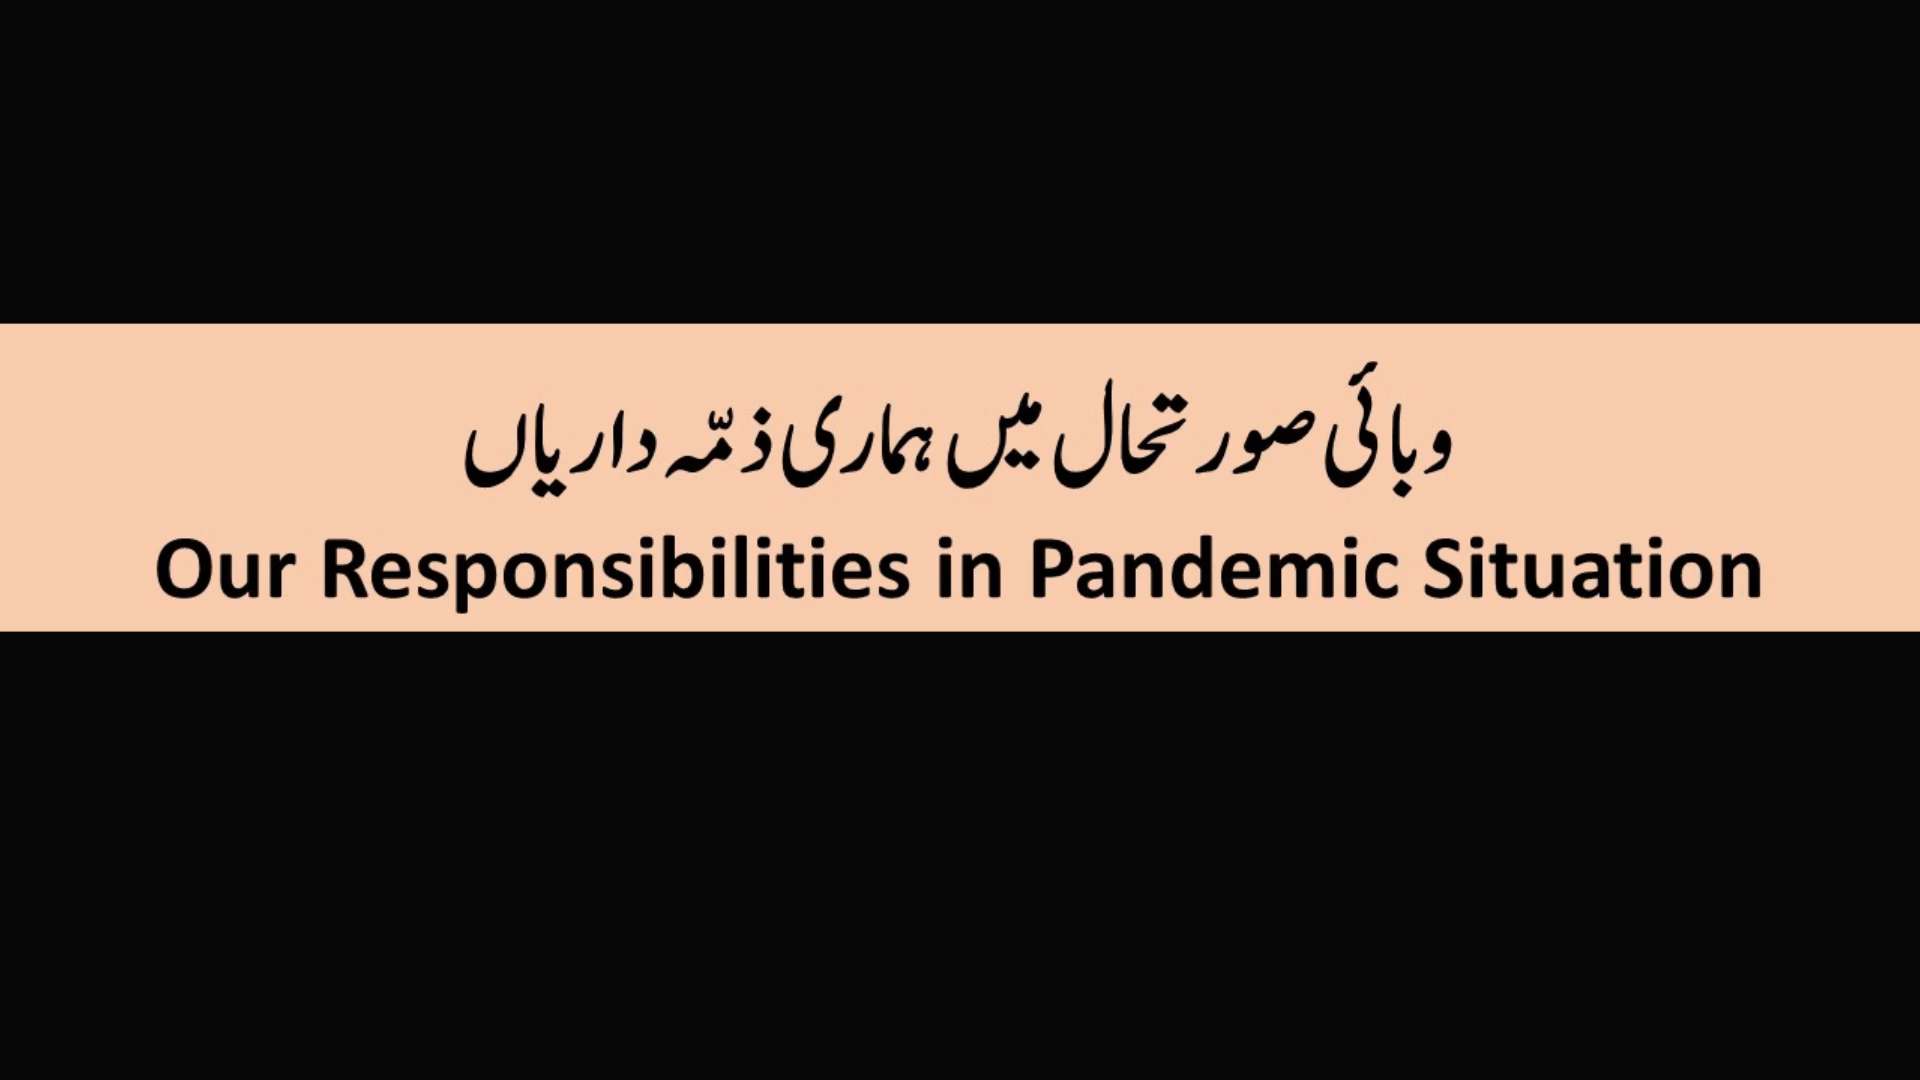 وبائی صورتحال میں ہماری ذمّہ داریاں
Our Responsibilities in Pandemic Situation